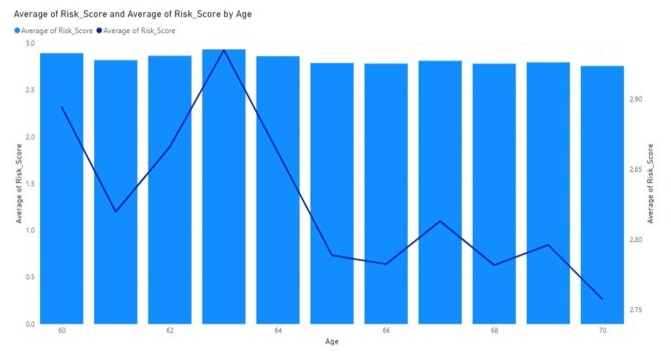 Average of Risk_Score and Average of Risk_Score by Age
Average of Risk_Score Average of Risk_Score
3.0
2.5
2.0
1.5
1.0
0.5
0.0
Average of Risk_Score
2.90
2.85
2.80
2.75
Average of Risk_Score
60 62 64 66 68 70
Age